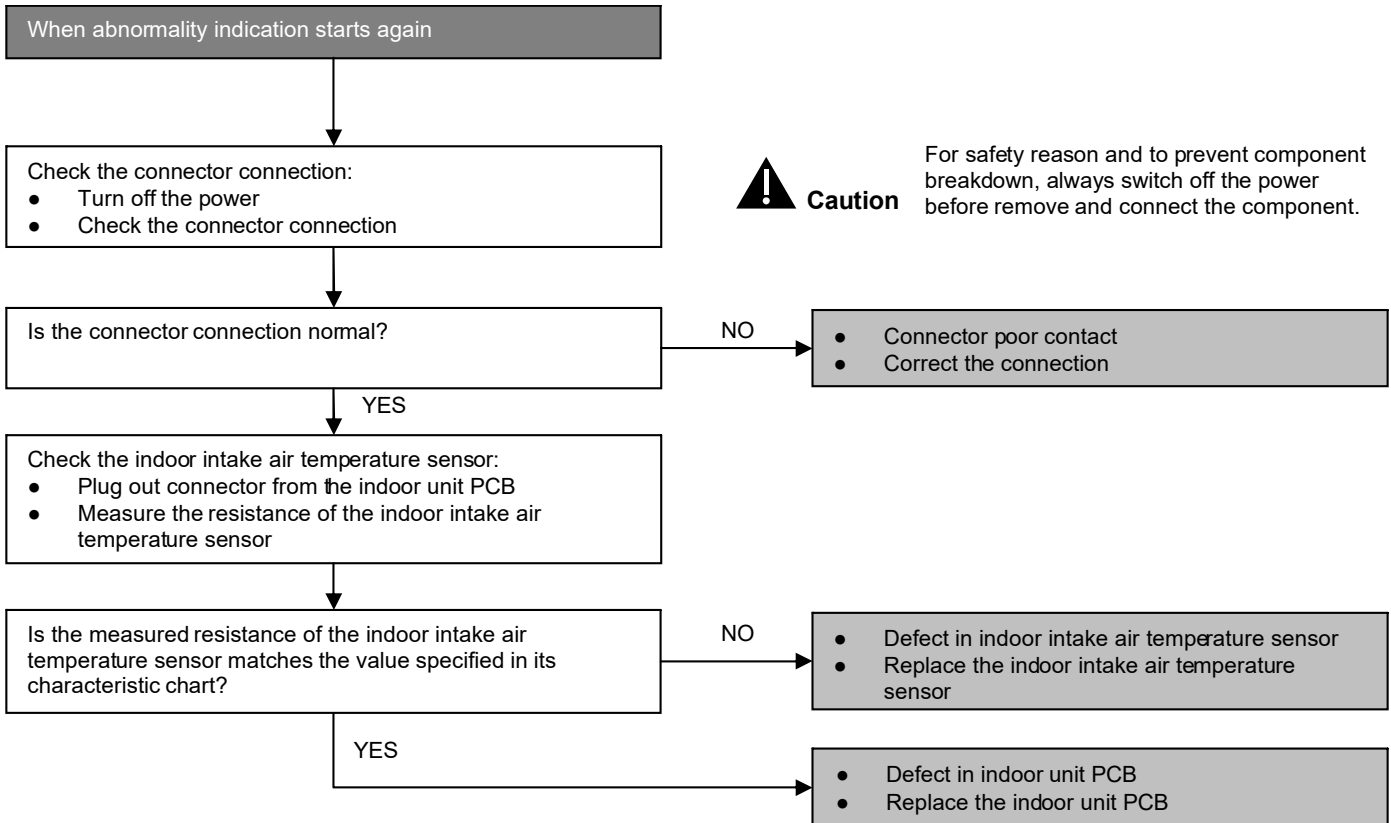 When abnormality indication starts again
Check the connector connection:
● Turn off the power
● Check the connector connection
Caution
For safety reason and to prevent component
breakdown, always switch off the power
before remove and connect the component.
Is the connector connection normal?
NO
● Connector poor contact
● Correct the connection
YES
Check the indoor intake air temperature sensor:
● Plug out connector from the indoor unit PCB
● Measure the resistance of the indoor intake air
temperature sensor
Is the measured resistance of the indoor intake air
temperature sensor matches the value specified in its
characteristic chart?
NO
● Defect in indoor intake air temperature sensor
● Replace the indoor intake air temperature
sensor
YES
● Defect in indoor unit PCB
● Replace the indoor unit PCB